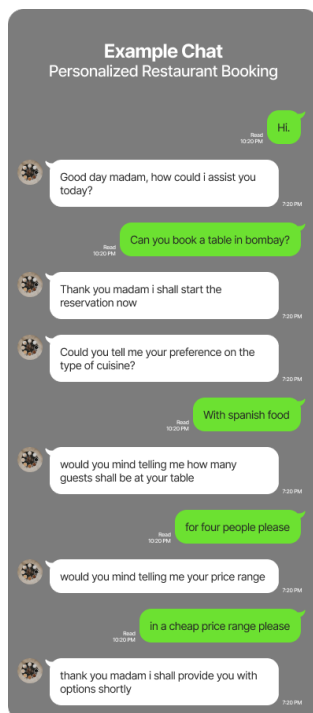 Example Chat
Personalized Restaurant Booking
Hi.
Read
10:20 PM
Good day madam, how could i assist you
today?
7:20 PM
Can you book a table in bombay?
Read
10:20 PM
Thank you madam i shall start the
reservation now
7:20 PM
Could you tell me your preference on the
type of cuisine?
7:20 PM
With spanish food
Read
10:20 PM
would you mind telling me how many
guests shall be at your table
7:20 PM
for four people please
Read
10:20 PM
would you mind telling me your price range
7:20 PM
in a cheap price range please
Read
10:20 PM
thank you madam i shall provide you with
options shortly
7:20 PM